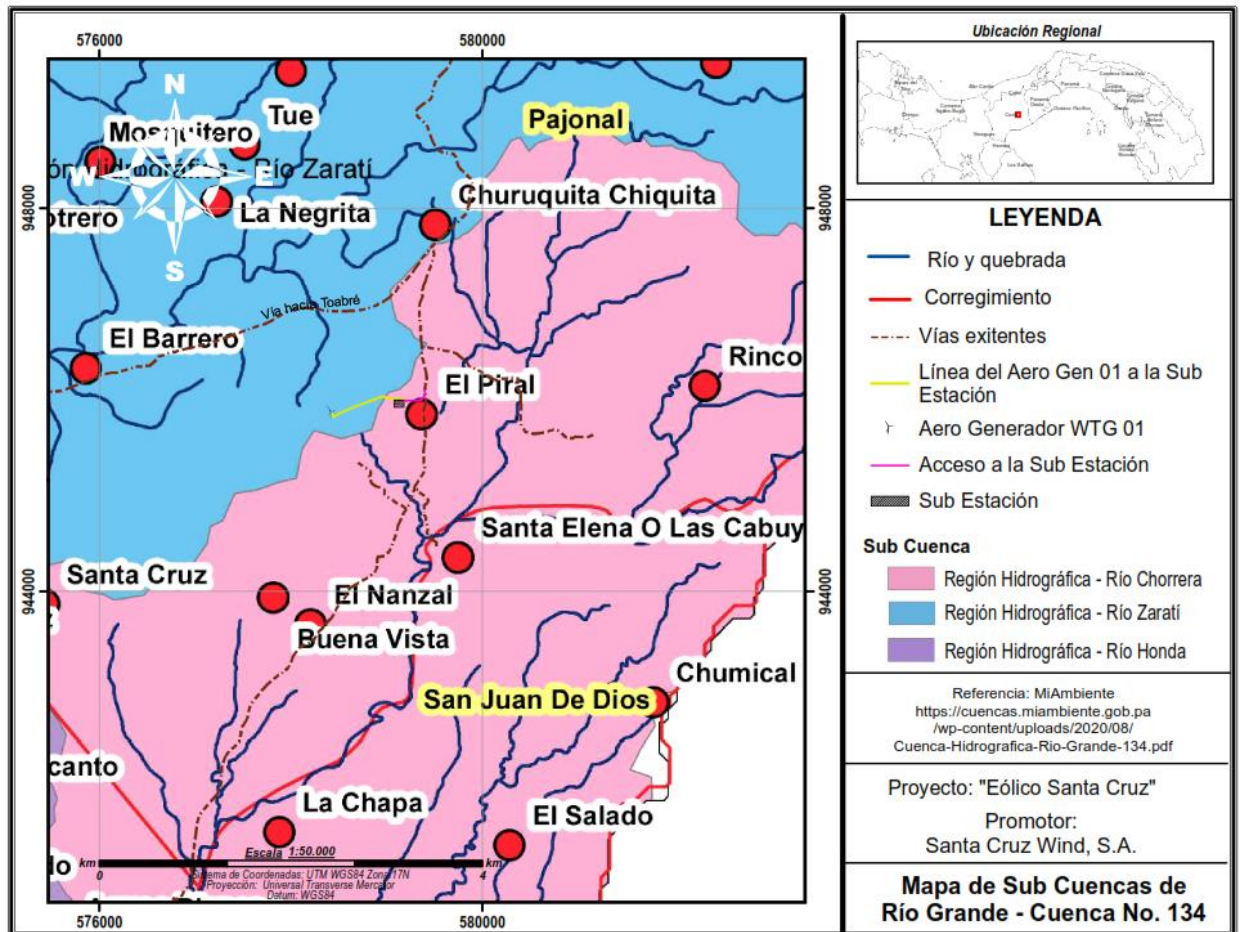 576000
580000
948000
944000
948000
944000
576000
580000
N
W
E
S
Tue
Mosquitero
Río Zaratí
La Negrita
Pajonal
Churuquita Chiquita
Vía hacia Toabré
El Barrero
El Piral
Rinco
Santa Elena O Las Cabuy
Santa Cruz
El Nanzal
Buena Vista
Chumical
San Juan De Dios
canto
La Chapa
El Salado
Escala 1:50.000
km
0
4
km
Sistema de Coordenadas: UTM WGS84 Zona 17N
Proyección: Universal Transverse Mercator
Datum: WGS84
Ubicación Regional
LEYENDA
Río y quebrada
Corregimiento
Vías exitentes
Línea del Aero Gen 01 a la Sub
Estación
Aero Generador WTG 01
Acceso a la Sub Estación
Sub Estación
Sub Cuenca
Región Hidrográfica - Río Chorrera
Región Hidrográfica - Río Zaratí
Región Hidrográfica - Río Honda
Referencia: MiAmbiente
https://cuencas.miambiente.gob.pa
/wp-content/uploads/2020/08/
Cuenca-Hidrografica-Rio-Grande-134.pdf
Proyecto: "Eólico Santa Cruz"
Promotor:
Santa Cruz Wind, S.A.
Mapa de Sub Cuencas de
Río Grande - Cuenca No. 134